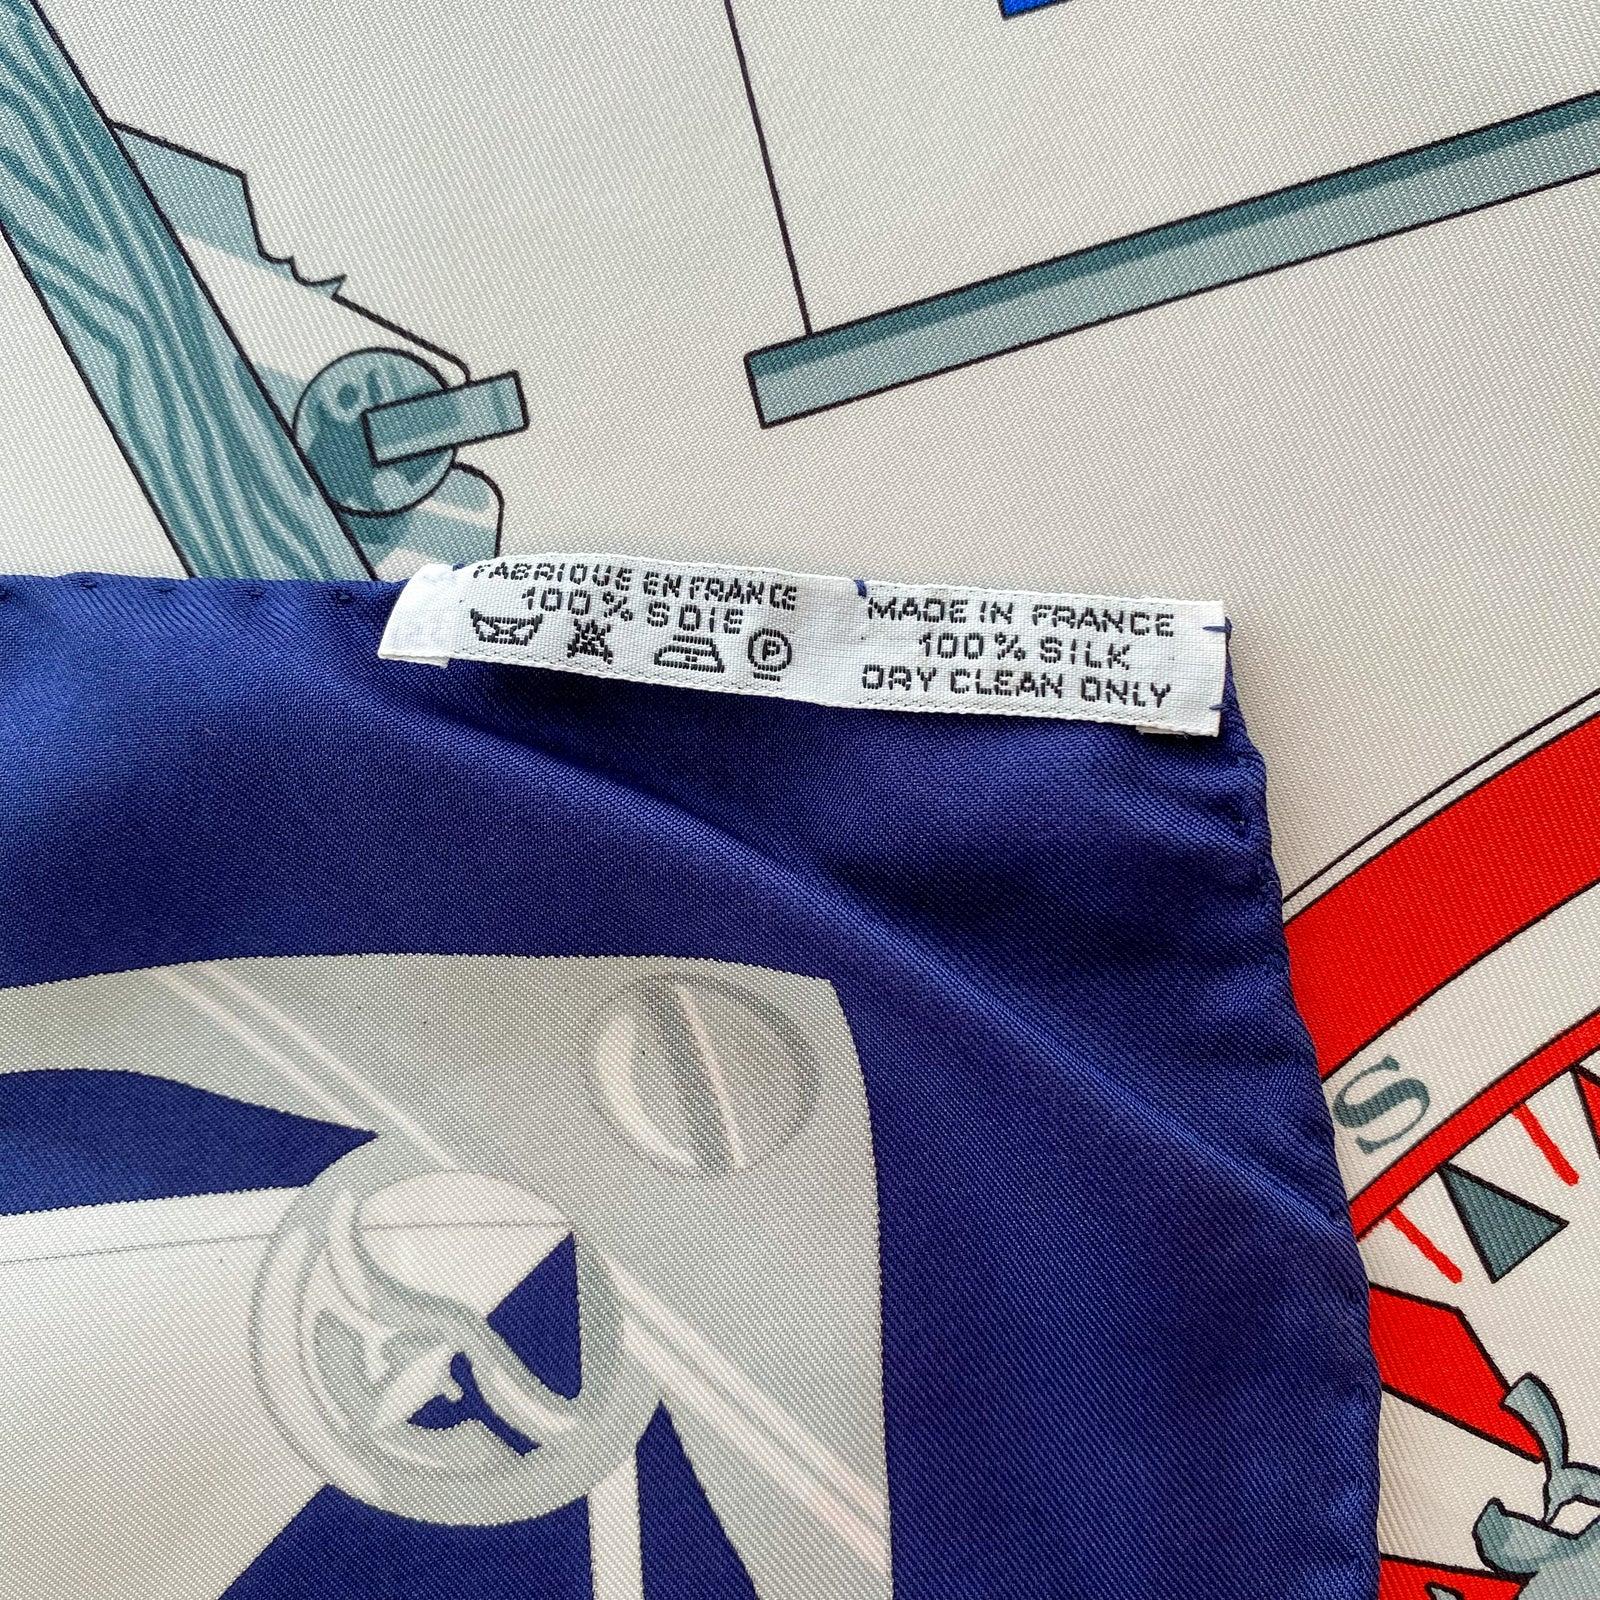 FABRIQUE EN FRANCE
100% SOIE
P
MADE IN FRANCE
100% SILK
DRY CLEAN ONLY
S